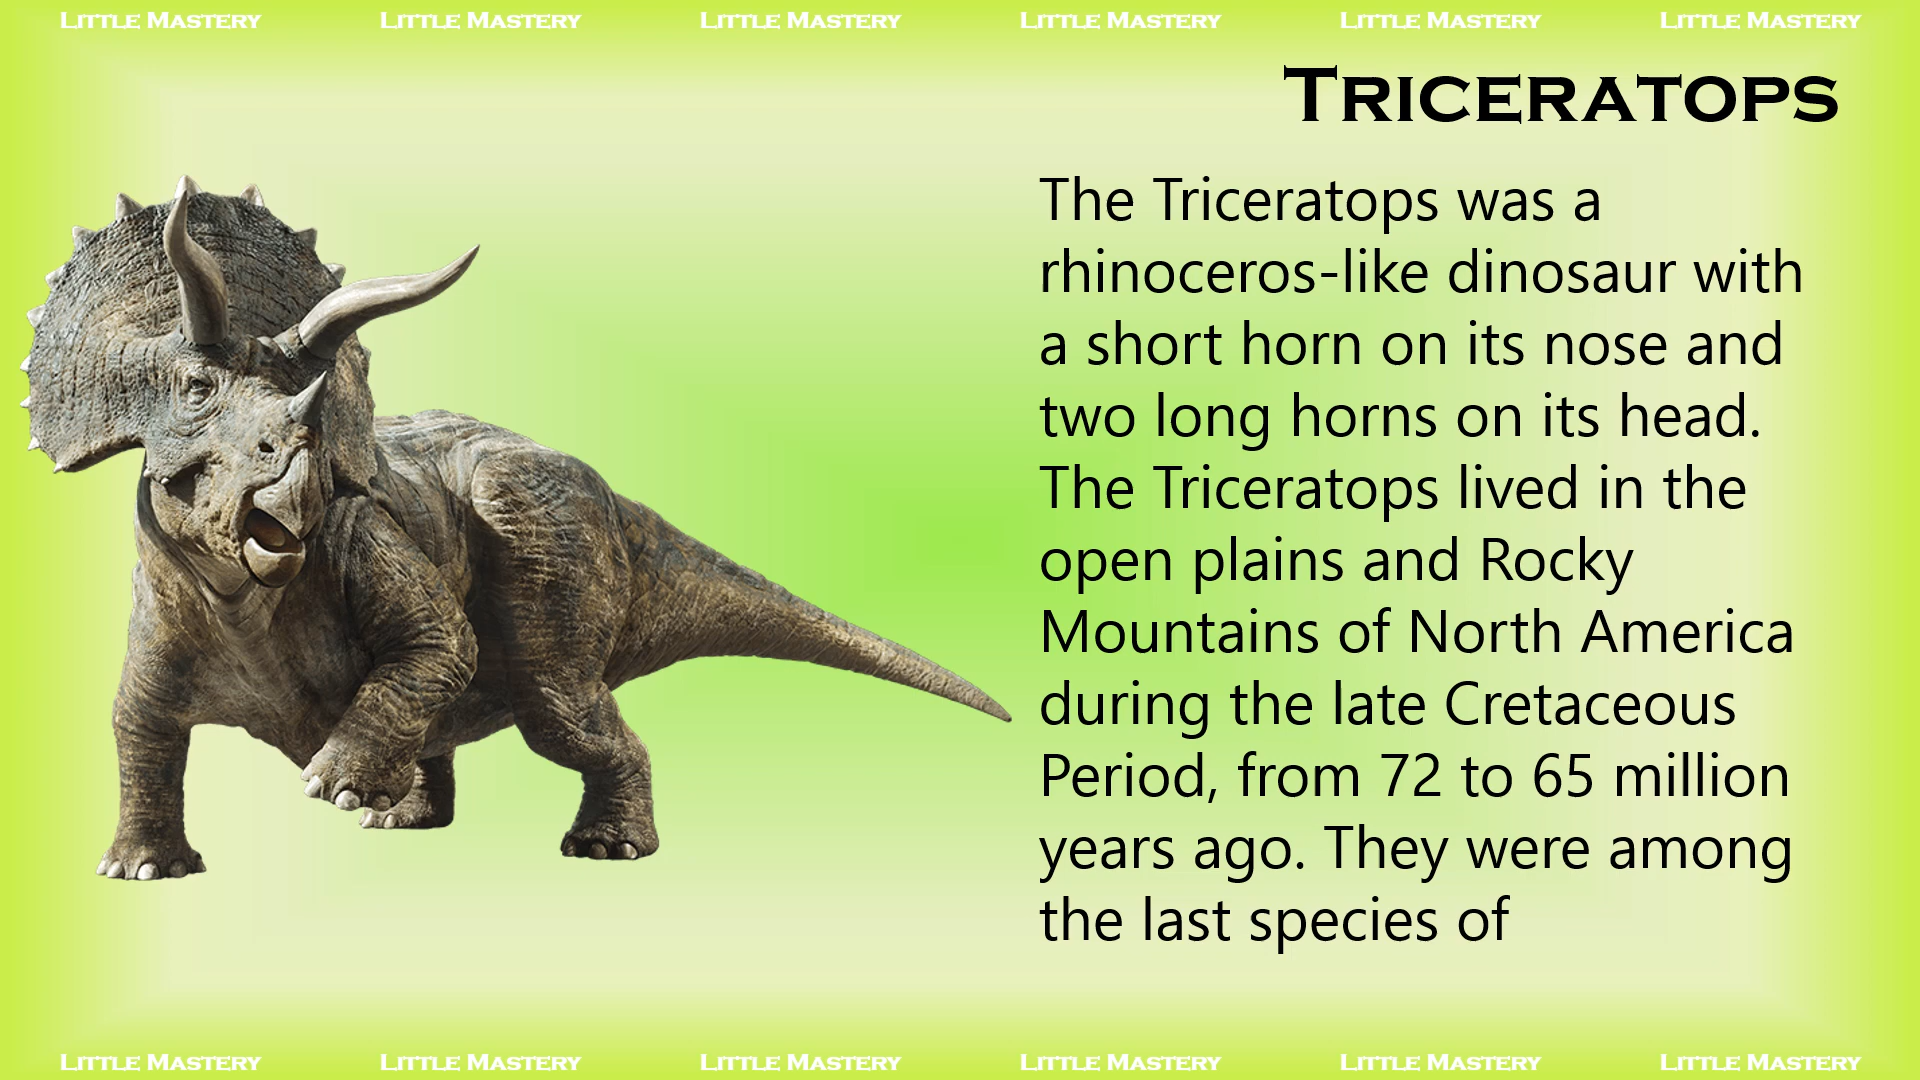 Little Mastery Little Mastery Little Mastery Little Mastery Little Mastery Little Mastery
Triceratops
The Triceratops was a
rhinoceros-like dinosaur with
a short horn on its nose and
two long horns on its head.
The Triceratops lived in the
open plains and Rocky
Mountains of North America
during the late Cretaceous
Period, from 72 to 65 million
years ago. They were among
the last species of
Little Mastery Little Mastery Little Mastery Little Mastery Little Mastery Little Mastery